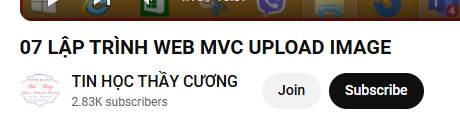 07 LẬP TRÌNH WEB MVC UPLOAD IMAGE
TIN HỌC THẦY CƯƠNG
2.83K subscribers
Join
Subscribe